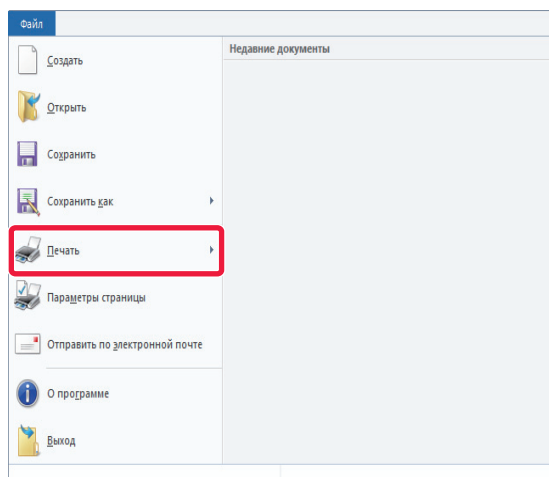 Файл
Недавние документы
Создать
Открыть
Сохранить
Сохранить как
Печать
Параметры страницы
Отправить по электронной почте
О программе
Выход